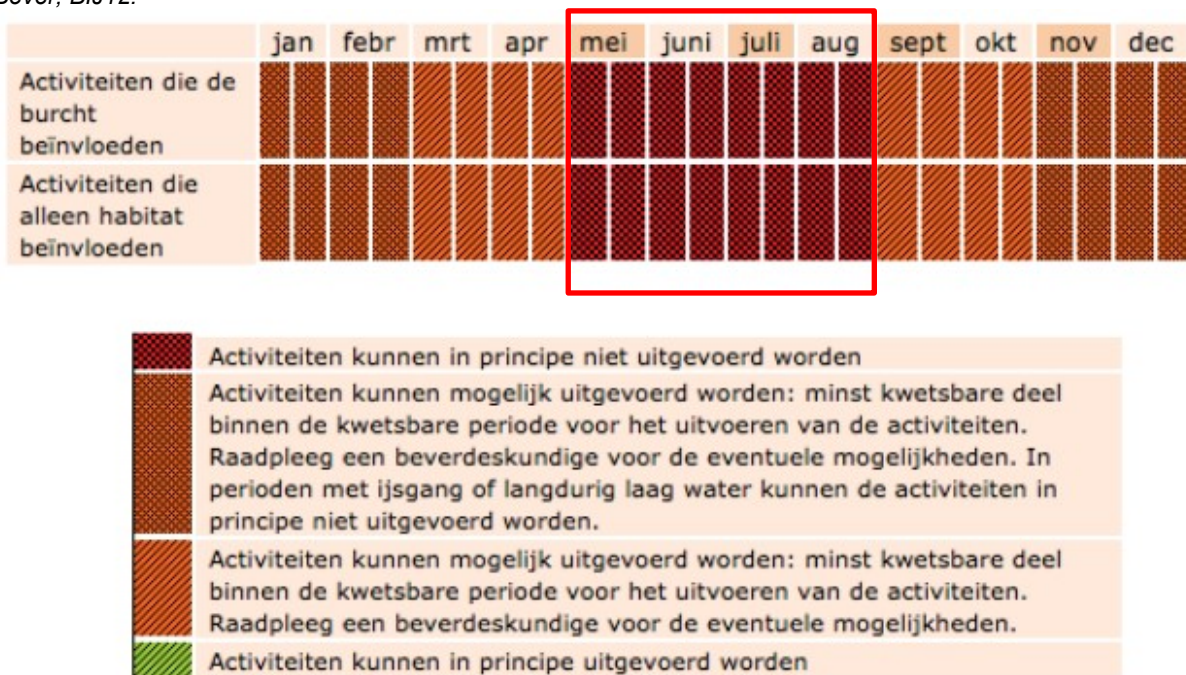 Bever, BIJ12.
jan febr mrt apr mei juni juli aug sept okt nov dec
Activiteiten die de
burcht
beïnvloeden
Activiteiten die
alleen habitat
beïnvloeden
Activiteiten kunnen in principe niet uitgevoerd worden
Activiteiten kunnen mogelijk uitgevoerd worden: minst kwetsbare deel
binnen de kwetsbare periode voor het uitvoeren van de activiteiten.
Raadpleeg een beverdeskundige voor de eventuele mogelijkheden. In
perioden met ijsgang of langdurig laag water kunnen de activiteiten in
principe niet uitgevoerd worden.
Activiteiten kunnen mogelijk uitgevoerd worden: minst kwetsbare deel
binnen de kwetsbare periode voor het uitvoeren van de activiteiten.
Raadpleeg een beverdeskundige voor de eventuele mogelijkheden.
Activiteiten kunnen in principe uitgevoerd worden